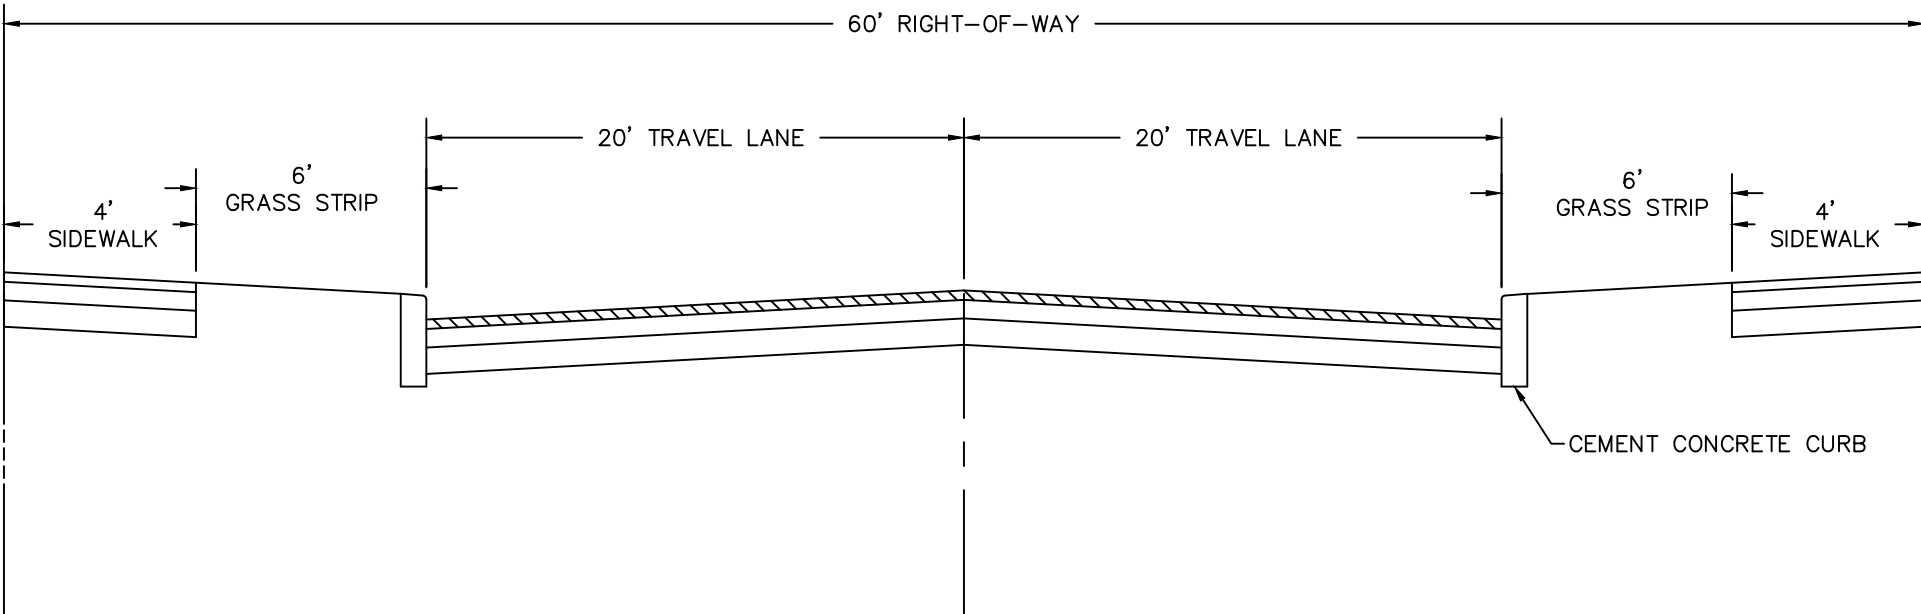 60' RIGHT-OF-WAY
20' TRAVEL LANE
20' TRAVEL LANE
6'
GRASS STRIP
6'
GRASS STRIP
4'
SIDEWALK
4'
SIDEWALK
CEMENT CONCRETE CURB